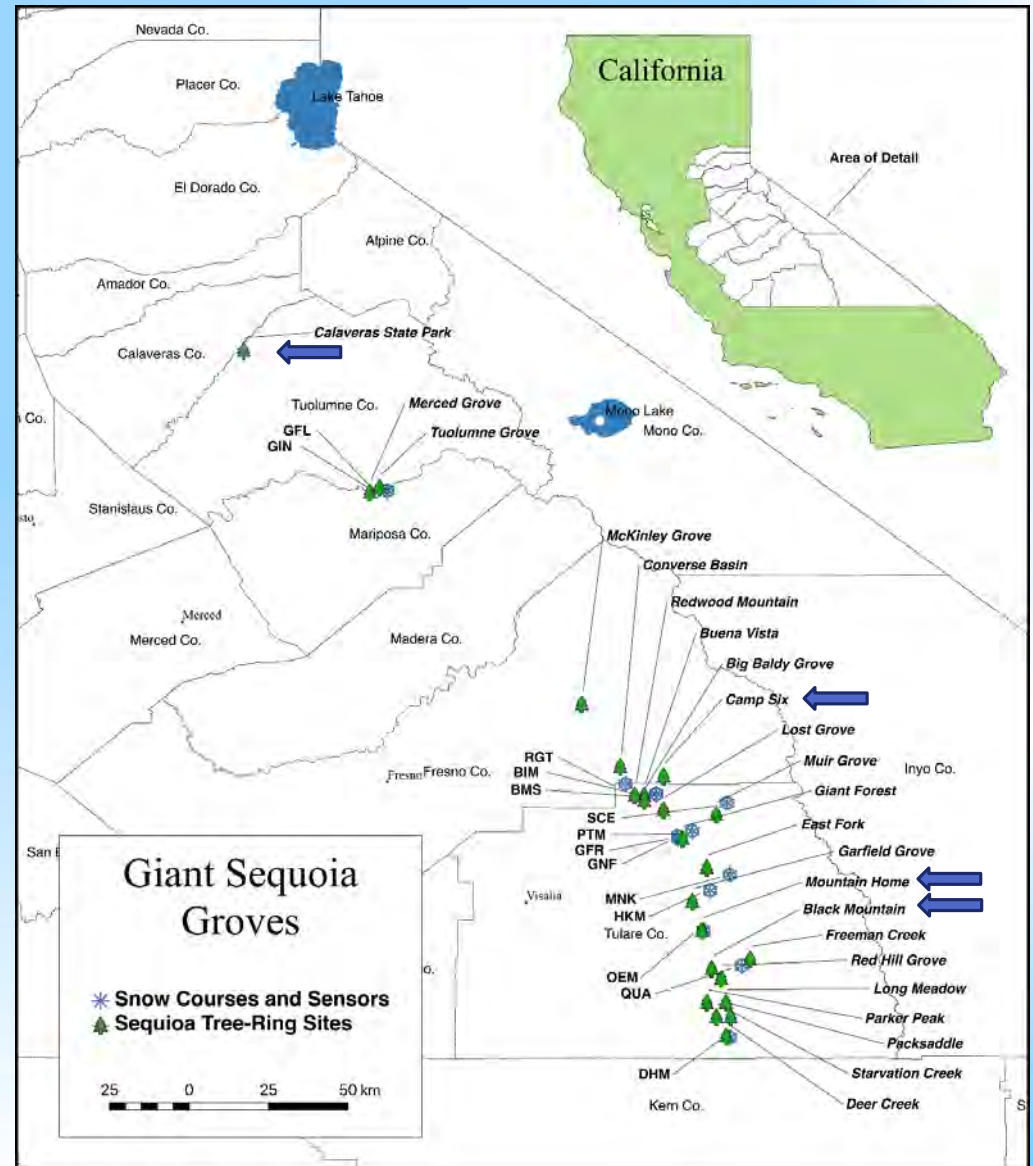 Nevada Co.
Placer Co.
Lake Tahoe
California
El Dorado Co.
Area of Detail
Alpine Co.
Amador Co.
Calaveras State Park
Calaveras Co.
Tuolumne Co.
Merced Grove
Mono Lake
Mono Co.
Co.
GFL
Tuolumne Grove
GIN
Stanislaus Co.
Mariposa Co.
McKinley Grove
Converse Basin
Redwood Mountain
Merced
Merced Co.
Madera Co.
Buena Vista
Big Baldy Grove
Camp Six
Lost Grove
RGT
Muir Grove
BIM
Fresno
Fresno Co.
Inyo Co.
BMS
Giant Forest
SCE
East Fork
PTM
GFR
Garfield Grove
GNF
San
Giant Sequoia
Groves
Mountain Home
Visalia
MNK
Black Mountain
HKM
Tulare Co.
Freeman Creek
Red Hill Grove
o.
OEM
QUA
Long Meadow
Snow Courses and Sensors
Parker Peak
Sequioa Tree-Ring Sites
Packsaddle
DHM
Starvation Creek
25 0 25 50 km
Kern Co.
Deer Creek
S